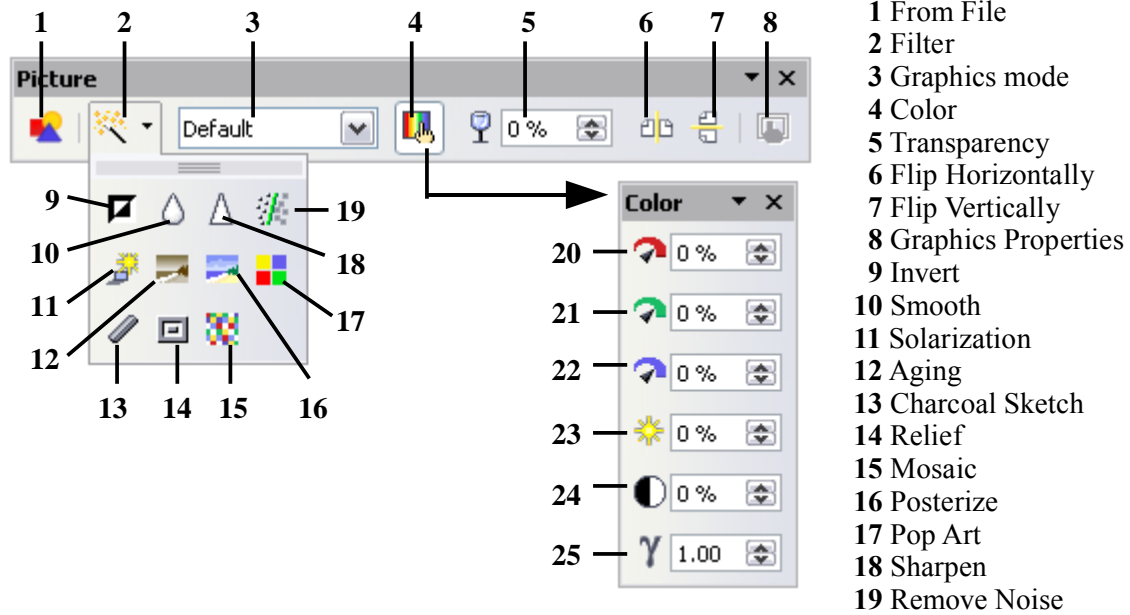 1 2 3 4 5 6 7 8
Picture
Default
0 %
9
10
11
12
13
14
15
16
17
18
19
Color
20 0 %
21 0 %
22 0 %
23 0 %
24 0 %
25 γ 1.00
1 From File
2 Filter
3 Graphics mode
4 Color
5 Transparency
6 Flip Horizontally
7 Flip Vertically
8 Graphics Properties
9 Invert
10 Smooth
11 Solarization
12 Aging
13 Charcoal Sketch
14 Relief
15 Mosaic
16 Posterize
17 Pop Art
18 Sharpen
19 Remove Noise